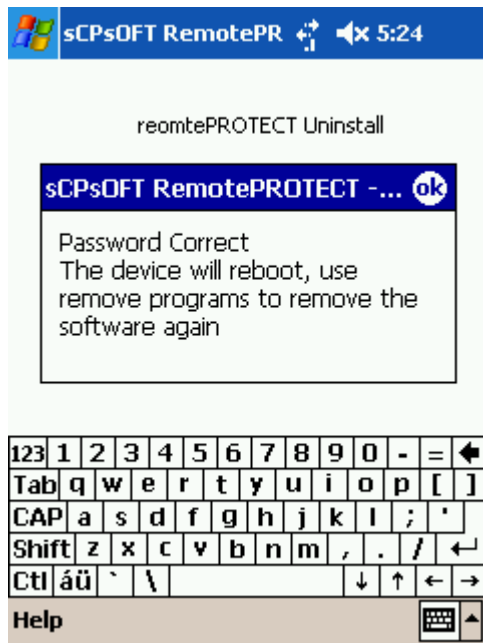 sCPsOFT RemotePR 5:24
reomtePROTECT Uninstall
sCPsOFT RemotePROTECT -... ok
Password Correct
The device will reboot, use
remove programs to remove the
software again
123 1 2 3 4 5 6 7 8 9 0 - =
Tab q w e r t y u i o p [ ]
CAP a s d f g h j k l ; '
Shift z x c v b n m , . /
Ctl áü ` \
Help